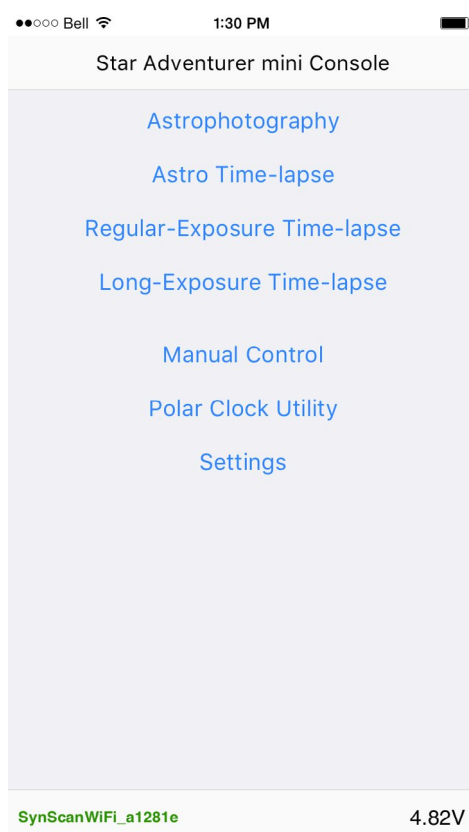 Bell 1:30 PM
Star Adventurer mini Console
Astrophotography
Astro Time-lapse
Regular-Exposure Time-lapse
Long-Exposure Time-lapse
Manual Control
Polar Clock Utility
Settings
SynScanWiFi_a1281e 4.82V